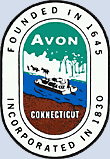 FOUNDED IN 1645
AVON
CONNECTICUT
INCORPORATED IN 1830